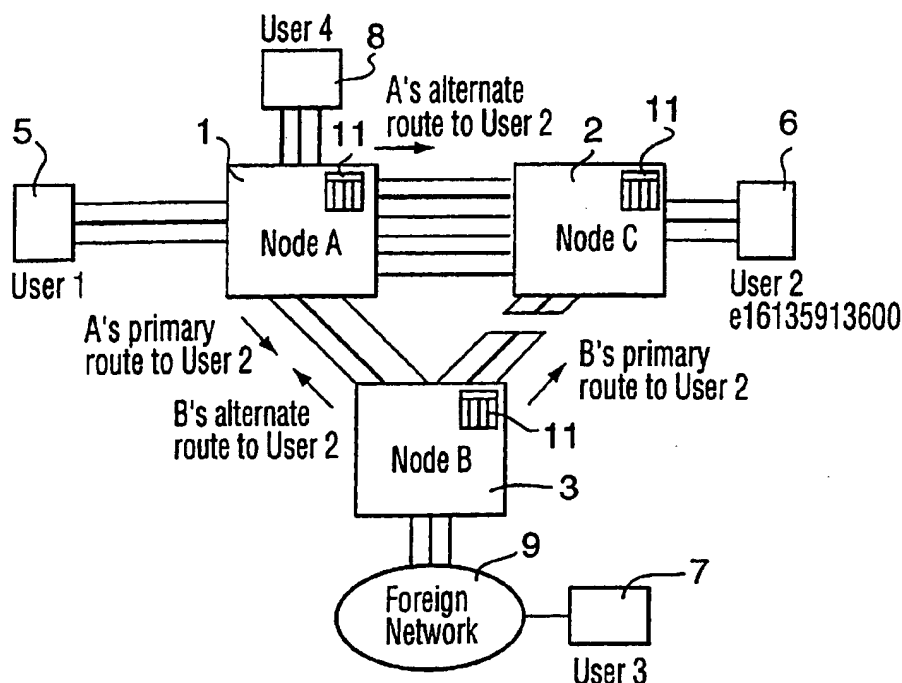 User 4
8
A's alternate
route to User 2
5
1
11
2
11
6
Node A
Node C
User 1
User 2
e16135913600
A's primary
route to User 2
B's primary
route to User 2
B's alternate
route to User 2
11
Node B
3
9
7
Foreign
Network
User 3